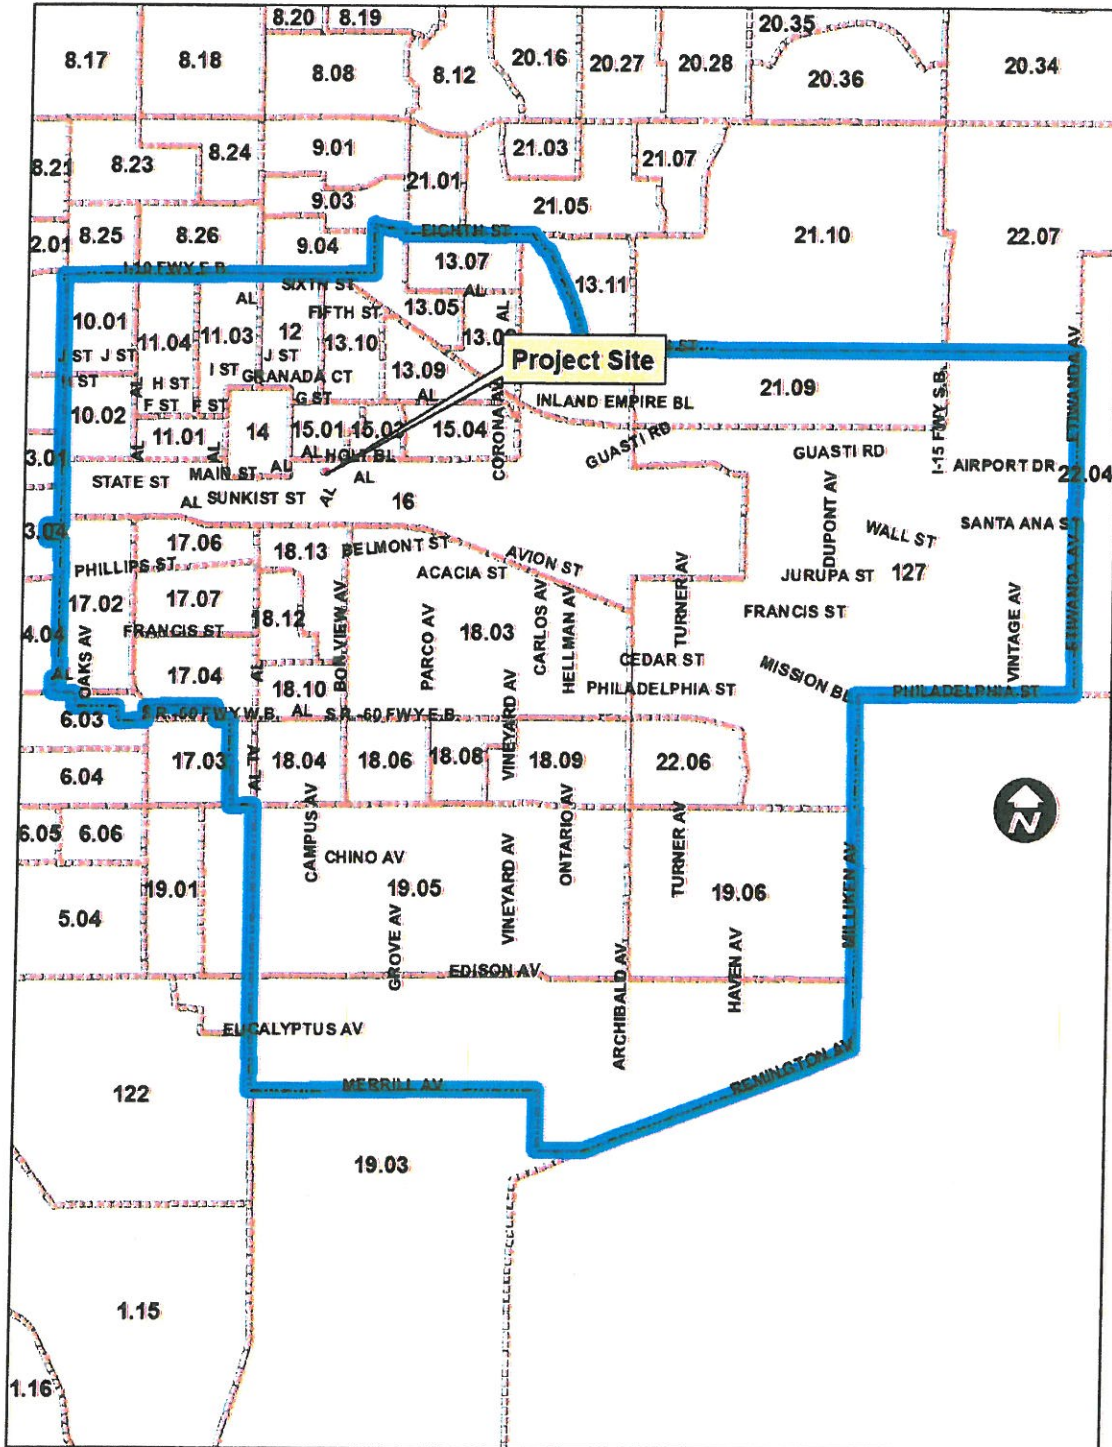 8.20
8.19
20.35
8.17
8.18
8.08
8.12
20.16
20.27
20.28
20.36
20.34
8.21
8.23
8.24
9.01
21.01
21.03
21.07
9.03
21.05
2.01
8.25
8.26
9.04
EIGHTH ST
21.10
22.07
I-10 FWY E.B.
13.07
13.11
SIXTH ST
AL
AL
10.01
11.04
11.03
12
FIFTH ST
13.10
13.05
AL
J ST
J ST
J ST
ST
Project Site
H ST
H ST
I ST
GRANADA CT
13.09
21.09
ETIWANDA AV
10.02
AL
F ST
F ST
G ST
AL
CORONA AV
INLAND EMPIRE BL
I-15 FWY S.B.
11.01
14
15.01
15.02
15.04
GUASTI RD
GUASTI RD
3.01
AL
AL
AL
HOLT BL
AIRPORT DR
22.04
STATE ST
MAIN ST
AL
AL
AL
SUNKIST ST
AL
16
DUPONT AV
3.04
WALL ST
SANTA ANA ST
17.06
18.13
BELMONT ST
AVION ST
PHILLIPS ST
ACACIA ST
JURUPA ST
127
17.02
17.07
18.12
BON VIEW AV
PARCO AV
18.03
CARLOS AV
HELLMAN AV
TURNER AV
FRANCIS ST
VINTAGE AV
ETIWANDA AV
4.04
OAKS AV
FRANCIS ST
CEDAR ST
AL
17.04
AL
18.10
VINEYARD AV
PHILADELPHIA ST
MISSION BL
PHILADELPHIA ST
6.03
S.R.-60 FWY W.B.
AL
S.R.-60 FWY E.B.
6.04
17.03
AL
AL
18.04
18.06
18.08
18.09
22.06
6.05
6.06
CAMPUS AV
CHINO AV
VINEYARD AV
ONTARIO AV
TURNER AV
N
5.04
19.01
19.05
19.06
MILLIKEN AV
GROVE AV
EDISON AV
ARCHIBALD AV
HAVEN AV
EUCALYPTUS AV
122
MERRILL AV
REMINGTON AV
19.03
1.15
1.16